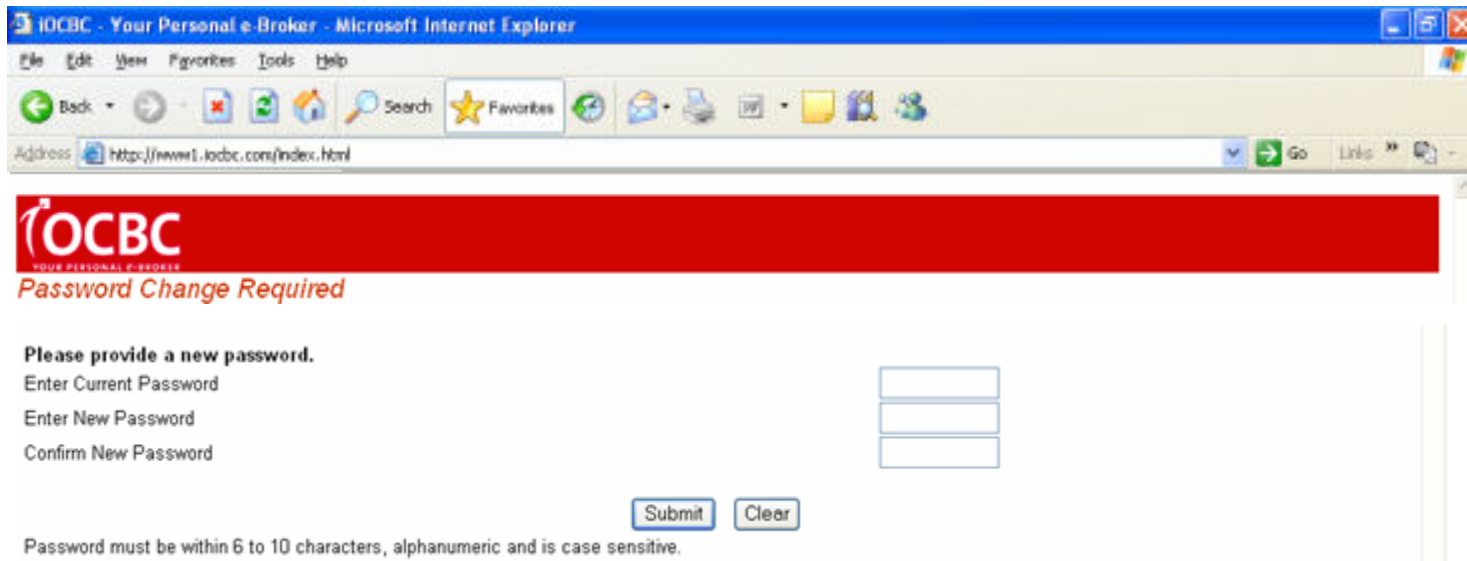 iOCBC - Your Personal e-Broker - Microsoft Internet Explorer
File Edit View Favorites Tools Help
Back Search Favorites
Address http://www1.iocbc.com/index.html Go Links »
iOCBC
YOUR PERSONAL e-BROKER
Password Change Required
Please provide a new password.
Enter Current Password
Enter New Password
Confirm New Password
Submit Clear
Password must be within 6 to 10 characters, alphanumeric and is case sensitive.